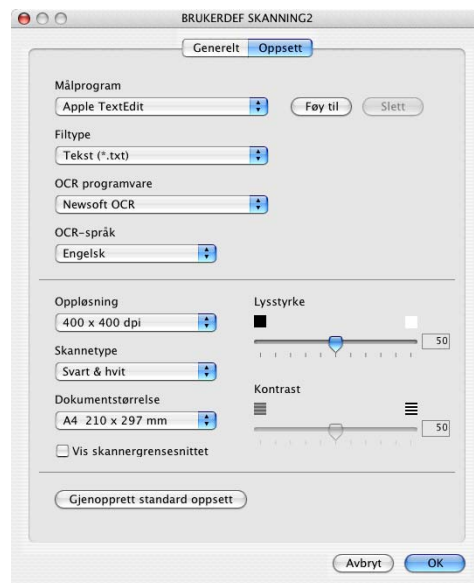 BRUKERDEF SKANNING2
Generelt Oppsett
Målprogram
Apple TextEdit Føy til Slett
Filtype
Tekst (*.txt)
OCR programvare
Newsoft OCR
OCR-språk
Engelsk
Oppløsning
400 x 400 dpi
Skannetype
Svart & hvit
Dokumentstørrelse
A4 210 x 297 mm
Vis skannergrensesnittet
Lysstyrke
50
Kontrast
50
Gjenopprett standard oppsett
Avbryt OK